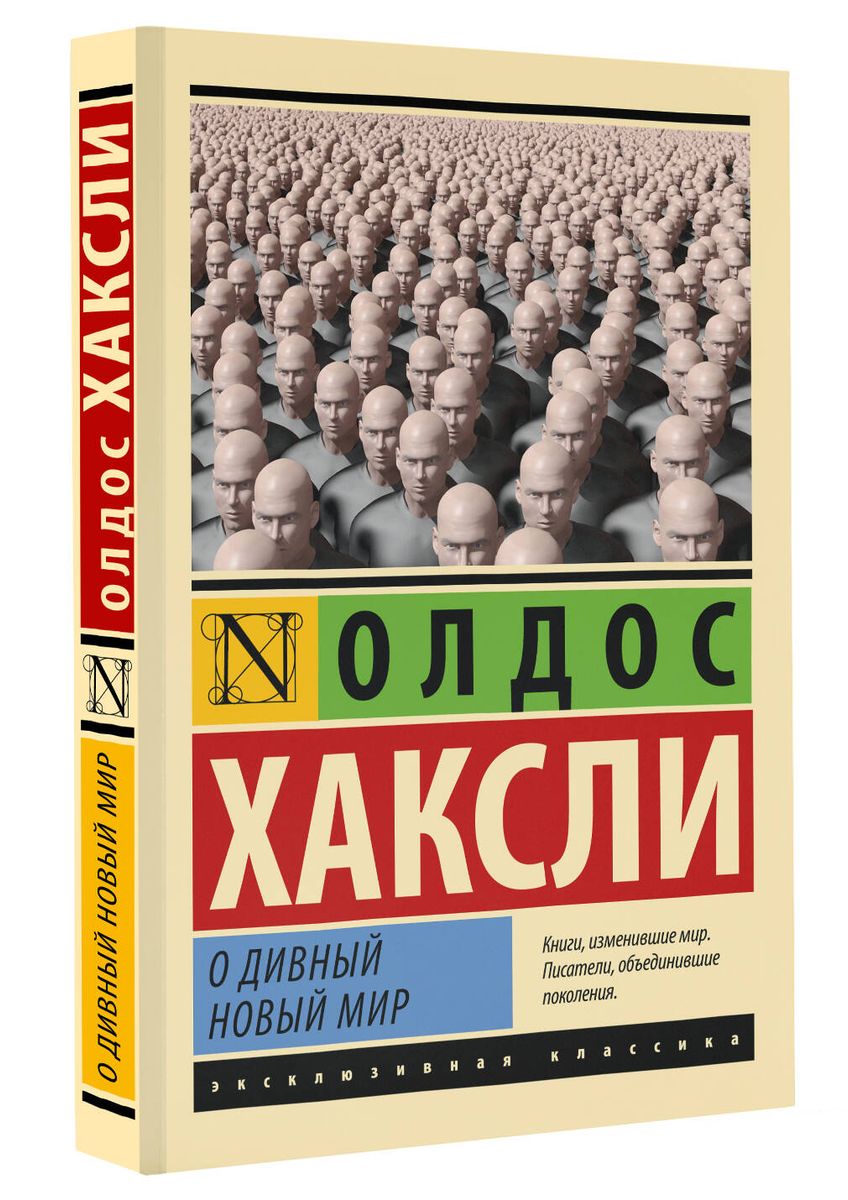 ОЛДОС ХАКСЛИ
N
О ДИВНЫЙ НОВЫЙ МИР
N
ОЛДОС
ХАКСЛИ
О ДИВНЫЙ
НОВЫЙ МИР
Книги, изменившие мир.
Писатели, объединившие
поколения.
эксклюзивная классика